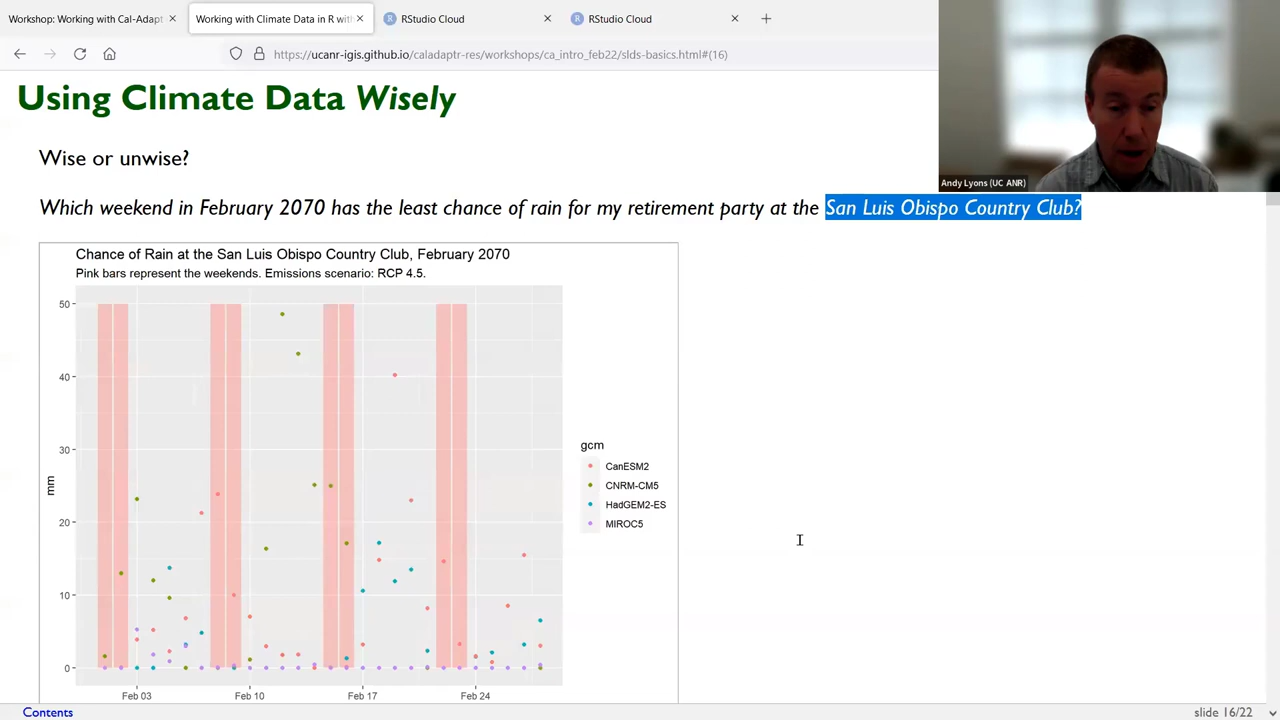 Workshop: Working with Cal-Adapt
Working with Climate Data in R with
RStudio Cloud
RStudio Cloud
https://ucanr-igis.github.io/caladaptr-res/workshops/ca_intro_feb22/slds-basics.html#(16)
Using Climate Data Wisely
Andy Lyons (UC ANR)
Wise or unwise?
Which weekend in February 2070 has the least chance of rain for my retirement party at the San Luis Obispo Country Club?
Chance of Rain at the San Luis Obispo Country Club, February 2070
Pink bars represent the weekends. Emissions scenario: RCP 4.5.
50
40
30
20
10
0
mm
Feb 03
Feb 10
Feb 17
Feb 24
gcm
CanESM2
CNRM-CM5
HadGEM2-ES
MIROC5
Contents
slide 16/22